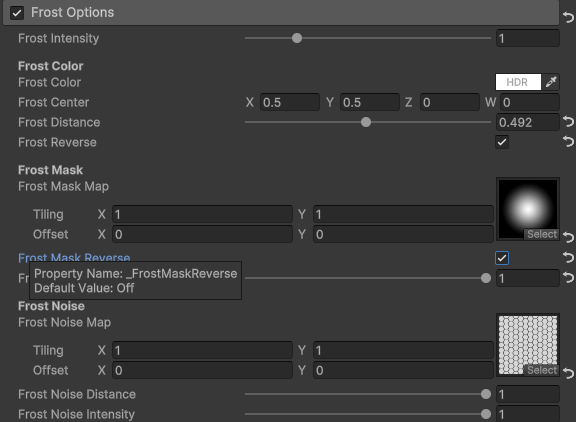 Frost Options
Frost Intensity 1
Frost Color
Frost Color HDR
Frost Center X 0.5 Y 0.5 Z 0 W 0
Frost Distance 0.492
Frost Reverse
Frost Mask
Frost Mask Map
Tiling X 1 Y 1
Offset X 0 Y 0 Select
Frost Mask Reverse
Property Name: _FrostMaskReverse
Default Value: Off
1
Frost Noise
Frost Noise Map
Tiling X 1 Y 1
Offset X 0 Y 0 Select
Frost Noise Distance 1
Frost Noise Intensity 1